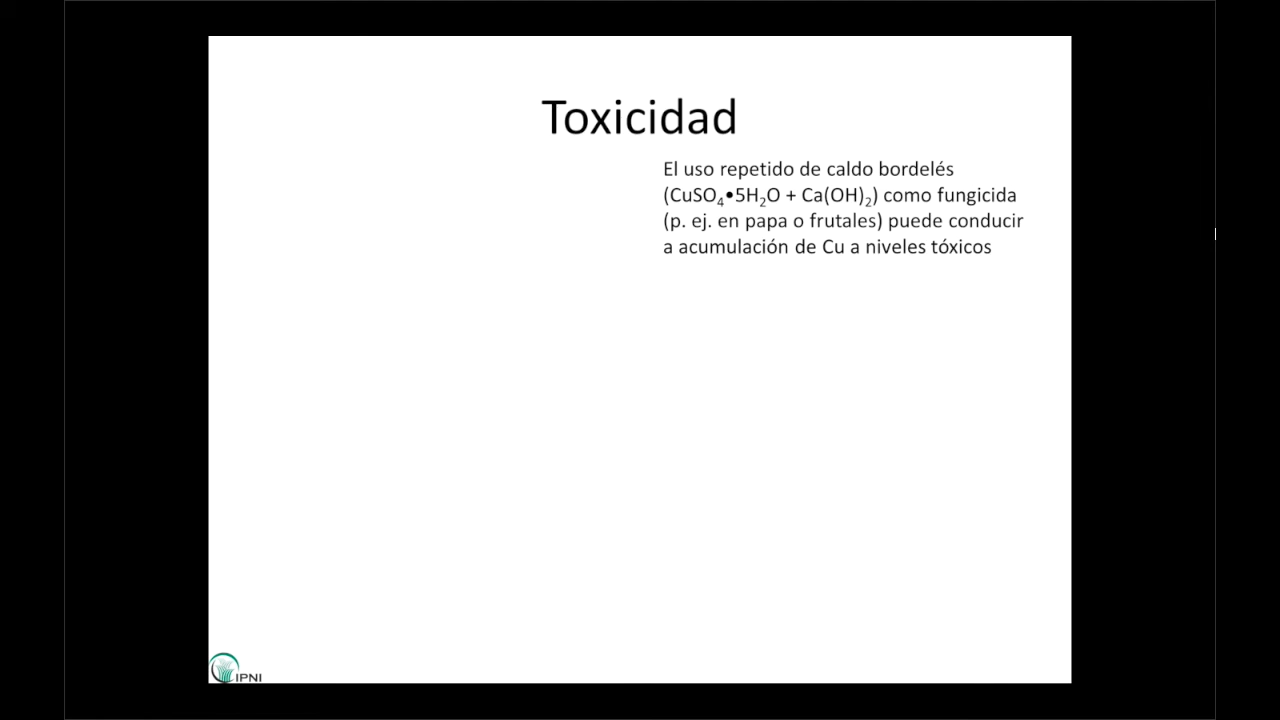 Toxicidad
El uso repetido de caldo bordelés
(CuSO₄•5H₂O + Ca(OH)₂) como fungicida
(p. ej. en papa o frutales) puede conducir
a acumulación de Cu a niveles tóxicos
IPNI